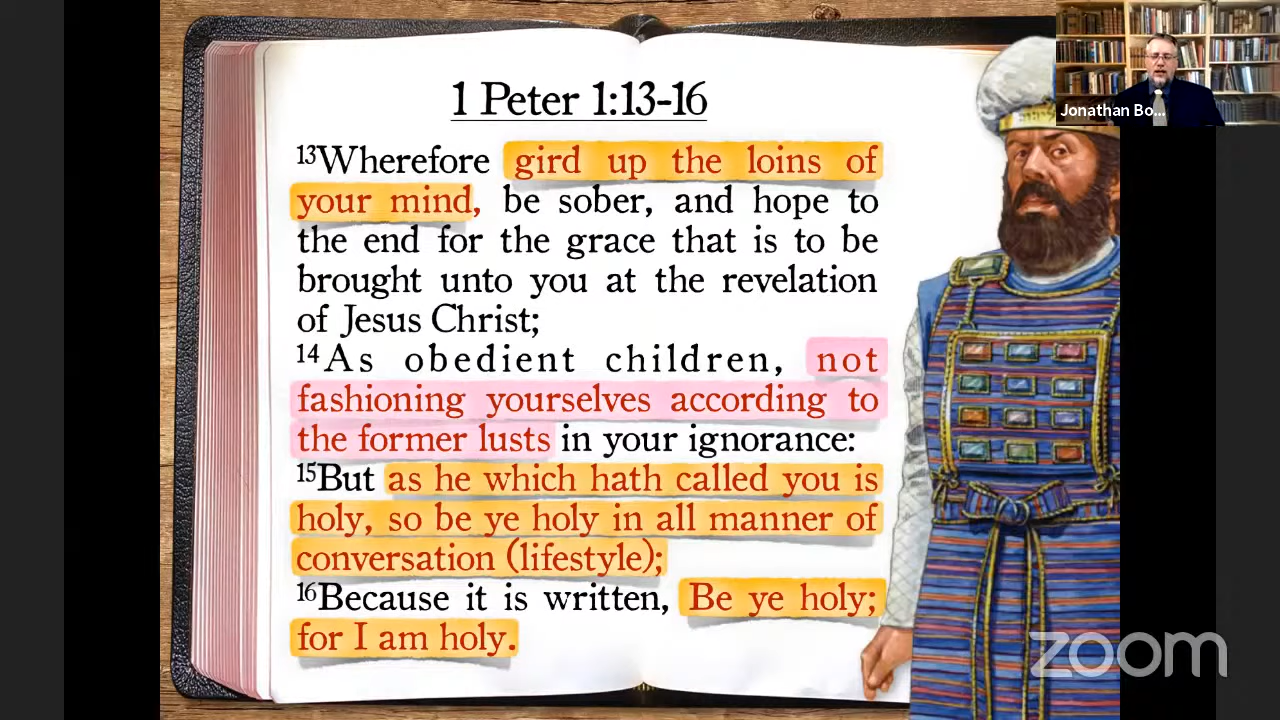 1 Peter 1:13-16
¹³Wherefore gird up the loins of
your mind, be sober, and hope to
the end for the grace that is to be
brought unto you at the revelation
of Jesus Christ;
¹⁴As obedient children, not
fashioning yourselves according to
the former lusts in your ignorance:
¹⁵But as he which hath called you is
holy, so be ye holy in all manner of
conversation (lifestyle);
¹⁶Because it is written, Be ye holy;
for I am holy.
Jonathan Bo...
zoom